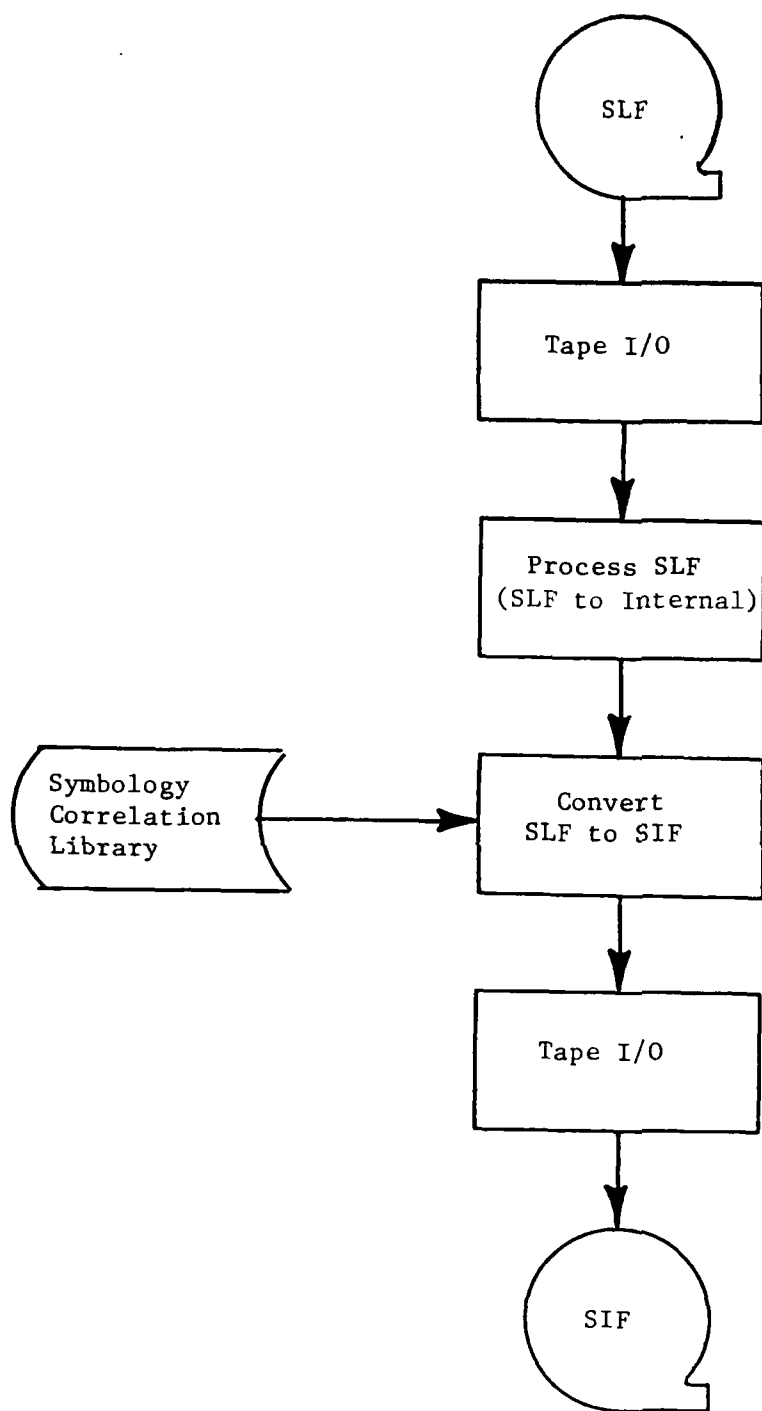 SLF
Tape I/O
Process SLF
(SLF to Internal)
Symbology
Correlation
Library
Convert
SLF to SIF
Tape I/O
SIF